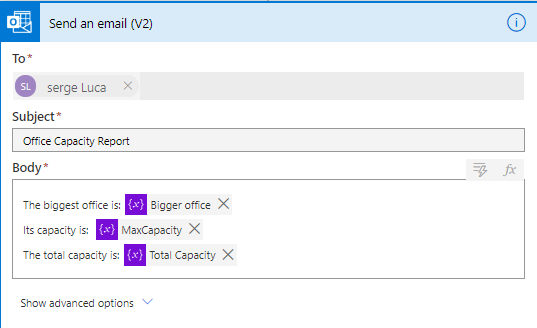 Send an email (V2)
To*
SL serge Luca
Subject*
Office Capacity Report
Body*
fx
The biggest office is: {x} Bigger office
Its capacity is: {x} MaxCapacity
The total capacity is: {x} Total Capacity
Show advanced options